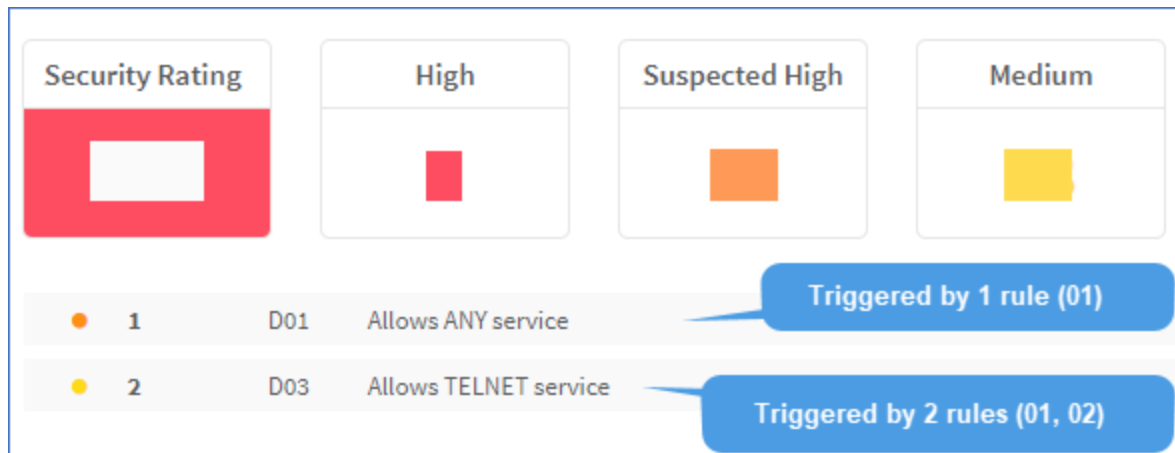 Security Rating
High
Suspected High
Medium
Triggered by 1 rule (01)
1 D01 Allows ANY service
2 D03 Allows TELNET service
Triggered by 2 rules (01, 02)